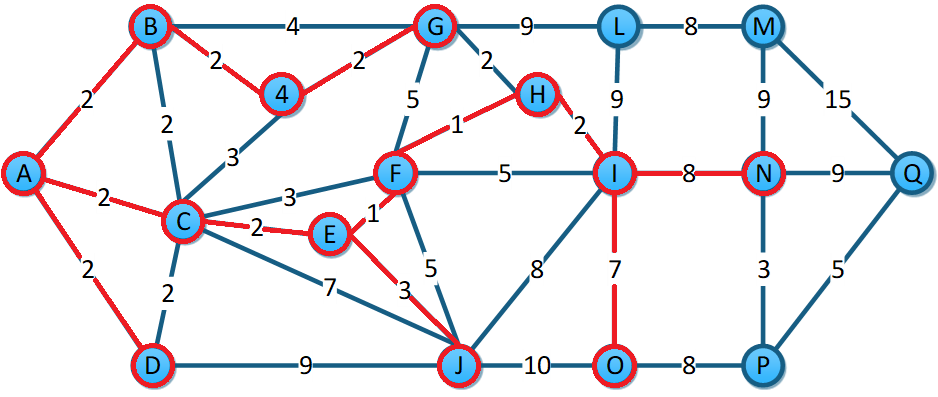 B 4 G 9 L 8 M
2 2 2
2 4 H
2 5 1 2 9 9 15
3
A 2 3 F 5 I 8 N 9 Q
C 2 E 1
2 2 7 3 5 8 7 3 5
D 9 J 10 O 8 P